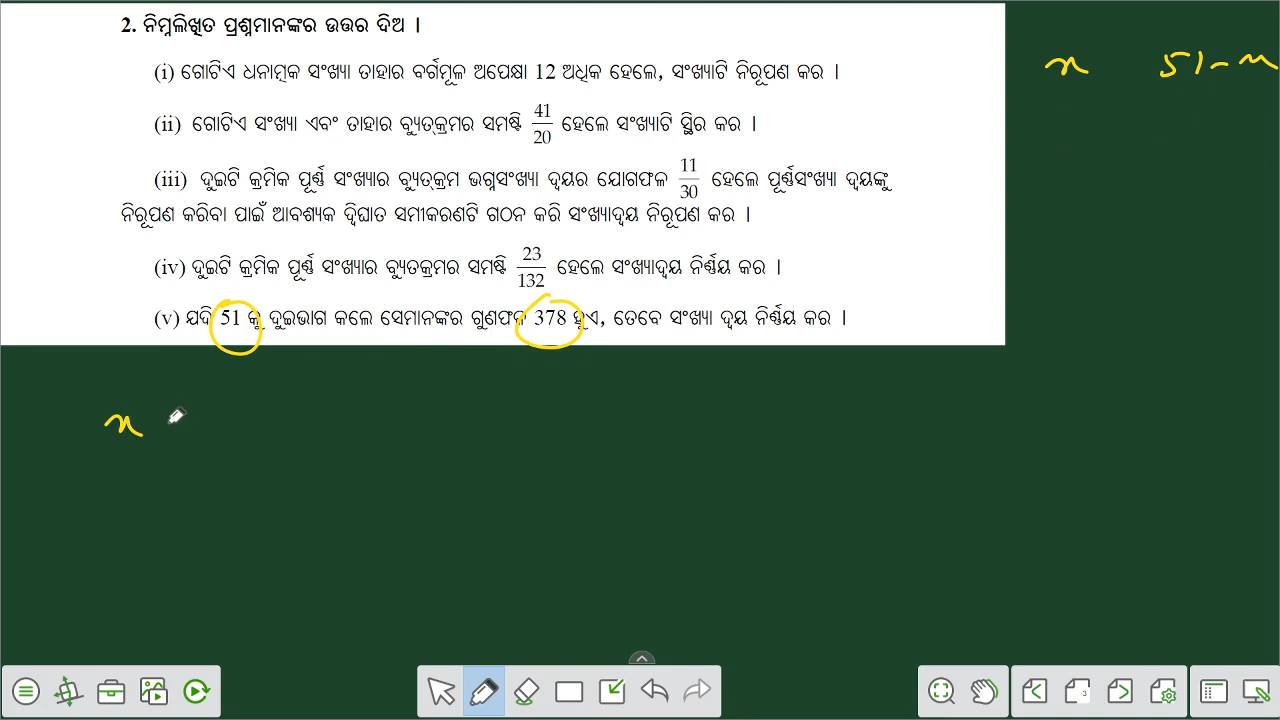 2. ନିମ୍ନଲିଖିତ ପ୍ରଶ୍ନମାନଙ୍କର ଉତ୍ତର ଦିଅ ।
x 51-x
(i) ଗୋଟିଏ ଧନାତ୍ମକ ସଂଖ୍ୟା ତାହାର ବର୍ଗମୂଳ ଅପେକ୍ଷା 12 ଅଧିକ ହେଲେ, ସଂଖ୍ୟାଟି ନିରୂପଣ କର ।
(ii) ଗୋଟିଏ ସଂଖ୍ୟା ଏବଂ ତାହାର ବ୍ୟୁତ୍କ୍ରମର ସମଷ୍ଟି 41/20 ହେଲେ ସଂଖ୍ୟାଟି ସ୍ଥିର କର ।
(iii) ଦୁଇଟି କ୍ରମିକ ପୂର୍ଣ୍ଣ ସଂଖ୍ୟାର ବ୍ୟୁତ୍କ୍ରମ ଭଗ୍ନସଂଖ୍ୟା ଦ୍ୱୟର ଯୋଗଫଳ 11/30 ହେଲେ ପୂର୍ଣ୍ଣସଂଖ୍ୟା ଦ୍ୱୟଙ୍କୁ
ନିରୂପଣ କରିବା ପାଇଁ ଆବଶ୍ୟକ ଦ୍ୱିଘାତ ସମୀକରଣଟି ଗଠନ କରି ସଂଖ୍ୟାଦ୍ୱୟ ନିରୂପଣ କର ।
(iv) ଦୁଇଟି କ୍ରମିକ ପୂର୍ଣ୍ଣ ସଂଖ୍ୟାର ବ୍ୟୁତକ୍ରମର ସମଷ୍ଟି 23/132 ହେଲେ ସଂଖ୍ୟାଦ୍ୱୟ ନିର୍ଣ୍ଣୟ କର ।
(v) ଯଦି 51 କୁ ଦୁଇଭାଗ କଲେ ସେମାନଙ୍କର ଗୁଣଫଳ 378 ହୁଏ, ତେବେ ସଂଖ୍ୟା ଦ୍ୱୟ ନିର୍ଣ୍ଣୟ କର ।
x
3